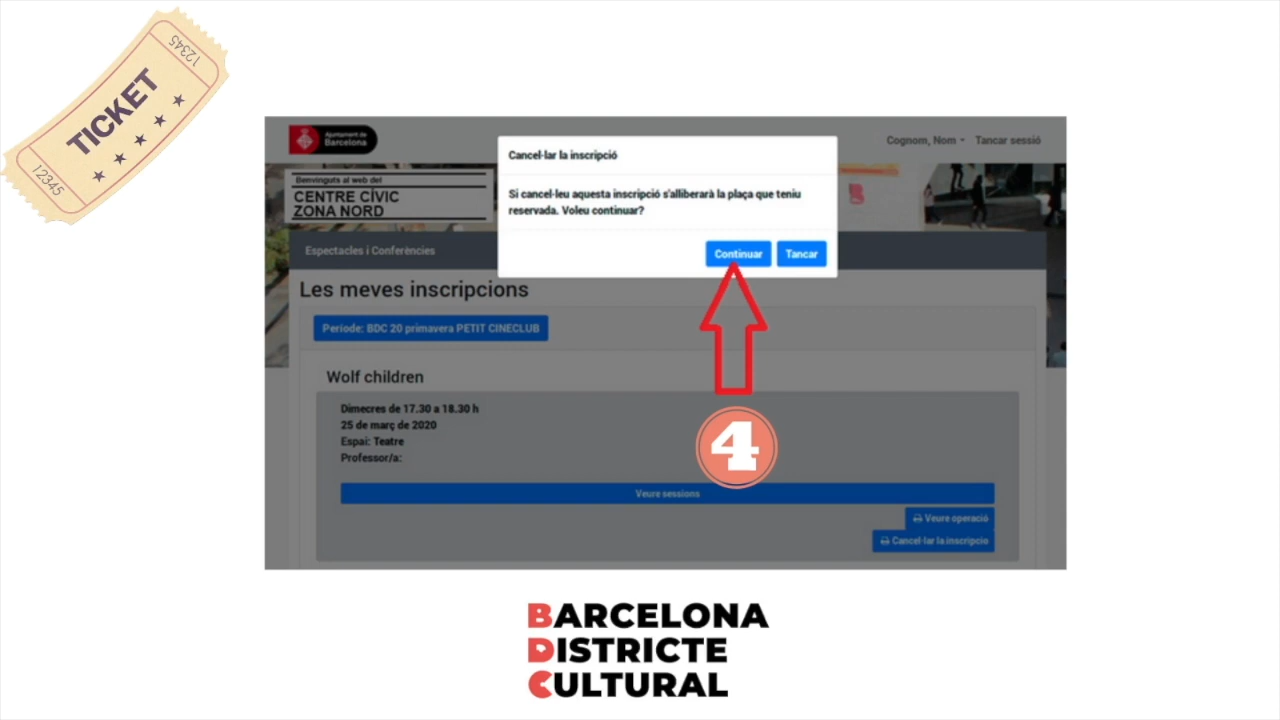 12345
TICKET
12345
Ajuntament de
Barcelona
Cognom, Nom
Tancar sessió
Benvinguts al web del
CENTRE CÍVIC
ZONA NORD
Espectacles i Conferències
Cancel·lar la inscripció
Si cancel·leu aquesta inscripció s'alliberarà la plaça que teniu
reservada. Voleu continuar?
Continuar
Tancar
Les meves inscripcions
Període: BDC 20 primavera PETIT CINECLUB
Wolf children
Dimecres de 17.30 a 18.30 h
25 de març de 2020
Espai: Teatre
Professor/a:
4
Veure sessions
Veure operació
Cancel·lar la inscripcio
BARCELONA
DISTRICTE
CULTURAL